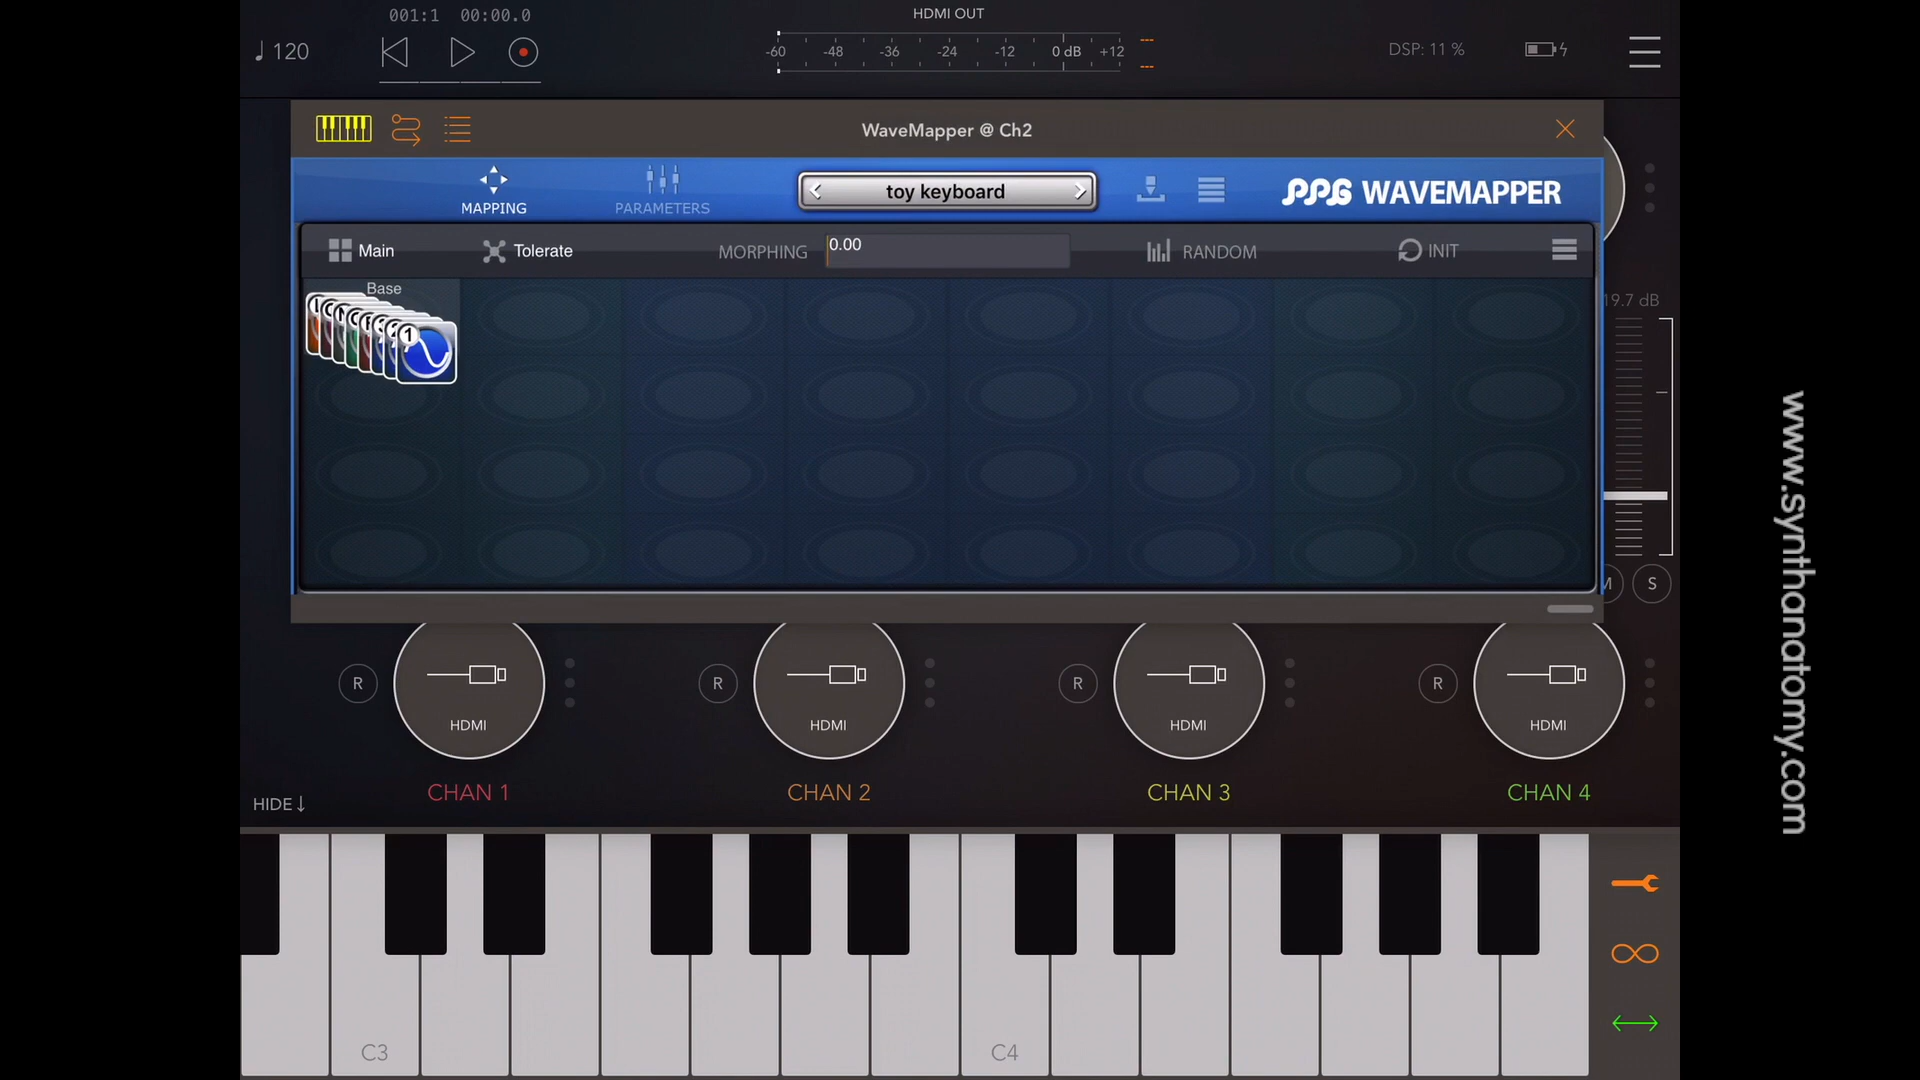 001:1 00:00.0
HDMI OUT
120
-60 -48 -36 -24 -12 0 dB +12
DSP: 11 %
WaveMapper @ Ch2
MAPPING
PARAMETERS
toy keyboard
PPG WAVEMAPPER
Main
Tolerate
MORPHING
0.00
RANDOM
INIT
Base
1
19.7 dB
M S
R
HDMI
R
HDMI
R
HDMI
R
HDMI
HIDE↓
CHAN 1
CHAN 2
CHAN 3
CHAN 4
C3
C4
www.synthanatomy.com